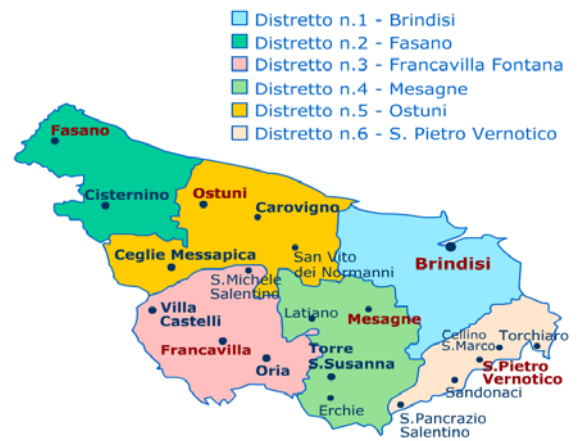 Distretto n.1 - Brindisi
Distretto n.2 - Fasano
Distretto n.3 - Francavilla Fontana
Distretto n.4 - Mesagne
Distretto n.5 - Ostuni
Distretto n.6 - S. Pietro Vernotico
Fasano
Cisternino
Ostuni
Carovigno
Ceglie Messapica
San Vito
dei Normanni
S.Michele
Salentino
Brindisi
Villa
Castelli
Latiano
Mesagne
Francavilla
Oria
Torre
S.Susanna
Erchie
Cellino
S.Marco
Torchiaro
S.Pietro
Vernotico
Sandonaci
S.Pancrazio
Salentino